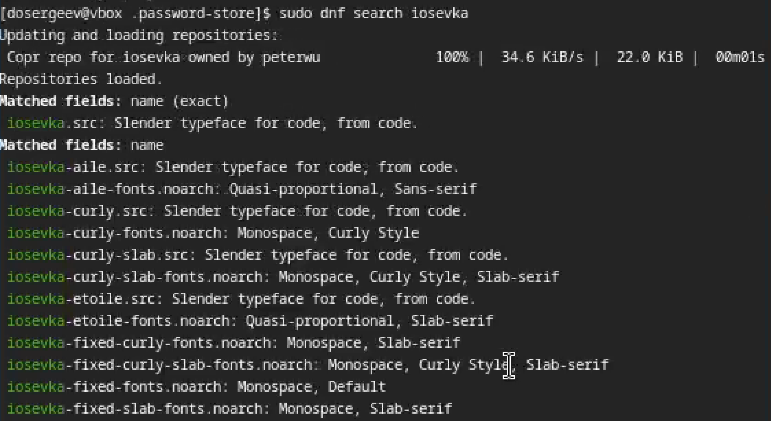 [dosergeev@vbox .password-store]$ sudo dnf search iosevka
Updating and loading repositories:
 Copr repo for iosevka owned by peterwu 100% | 34.6 KiB/s | 22.0 KiB | 00m01s
Repositories loaded.
Matched fields: name (exact)
 iosevka.src: Slender typeface for code, from code.
Matched fields: name
 iosevka-aile.src: Slender typeface for code, from code.
 iosevka-aile-fonts.noarch: Quasi-proportional, Sans-serif
 iosevka-curly.src: Slender typeface for code, from code.
 iosevka-curly-fonts.noarch: Monospace, Curly Style
 iosevka-curly-slab.src: Slender typeface for code, from code.
 iosevka-curly-slab-fonts.noarch: Monospace, Curly Style, Slab-serif
 iosevka-etoile.src: Slender typeface for code, from code.
 iosevka-etoile-fonts.noarch: Quasi-proportional, Slab-serif
 iosevka-fixed-curly-fonts.noarch: Monospace, Slab-serif
 iosevka-fixed-curly-slab-fonts.noarch: Monospace, Curly Style, Slab-serif
 iosevka-fixed-fonts.noarch: Monospace, Default
 iosevka-fixed-slab-fonts.noarch: Monospace, Slab-serif